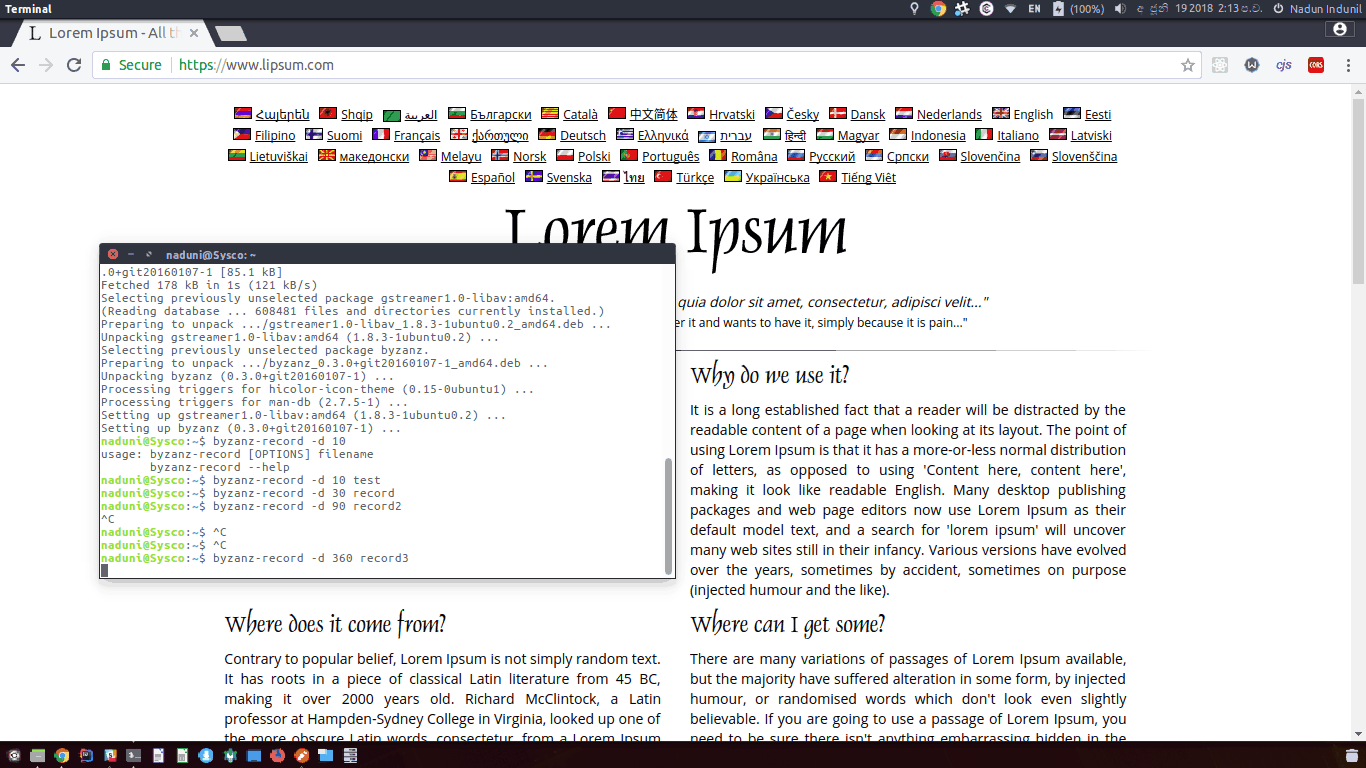 Terminal
EN (100%) අ ජූනි 19 2018 2:13 ප.ව. Nadun Indunil
Lorem Ipsum - All th
Secure https://www.lipsum.com
cjs CORS
Հայերեն Shqip العربية Български Català 中文简体 Hrvatski Česky Dansk Nederlands English Eesti
Filipino Suomi Français ქართული Deutsch Ελληνικά עברית हिन्दी Magyar Indonesia Italiano Latviski
Lietuviškai македонски Melayu Norsk Polski Português Româna Русский Српски Slovenčina Slovenščina
Español Svenska ไทย Türkçe Українська Tiếng Việt
Lorem Ipsum
quia dolor sit amet, consectetur, adipisci velit..."
er it and wants to have it, simply because it is pain..."
naduni@Sysco: ~
.0+git20160107-1 [85.1 kB]
Fetched 178 kB in 1s (121 kB/s)
Selecting previously unselected package gstreamer1.0-libav:amd64.
(Reading database ... 608481 files and directories currently installed.)
Preparing to unpack .../gstreamer1.0-libav_1.8.3-1ubuntu0.2_amd64.deb ...
Unpacking gstreamer1.0-libav:amd64 (1.8.3-1ubuntu0.2) ...
Selecting previously unselected package byzanz.
Preparing to unpack .../byzanz_0.3.0+git20160107-1_amd64.deb ...
Unpacking byzanz (0.3.0+git20160107-1) ...
Processing triggers for hicolor-icon-theme (0.15-0ubuntu1) ...
Processing triggers for man-db (2.7.5-1) ...
Setting up gstreamer1.0-libav:amd64 (1.8.3-1ubuntu0.2) ...
Setting up byzanz (0.3.0+git20160107-1) ...
naduni@Sysco:~$ byzanz-record -d 10
usage: byzanz-record [OPTIONS] filename
byzanz-record --help
naduni@Sysco:~$ byzanz-record -d 10 test
naduni@Sysco:~$ byzanz-record -d 30 record
naduni@Sysco:~$ byzanz-record -d 90 record2
^C
naduni@Sysco:~$ ^C
naduni@Sysco:~$ ^C
naduni@Sysco:~$ byzanz-record -d 360 record3
Why do we use it?
It is a long established fact that a reader will be distracted by the
readable content of a page when looking at its layout. The point of
using Lorem Ipsum is that it has a more-or-less normal distribution
of letters, as opposed to using 'Content here, content here',
making it look like readable English. Many desktop publishing
packages and web page editors now use Lorem Ipsum as their
default model text, and a search for 'lorem ipsum' will uncover
many web sites still in their infancy. Various versions have evolved
over the years, sometimes by accident, sometimes on purpose
(injected humour and the like).
Where does it come from?
Contrary to popular belief, Lorem Ipsum is not simply random text.
It has roots in a piece of classical Latin literature from 45 BC,
making it over 2000 years old. Richard McClintock, a Latin
professor at Hampden-Sydney College in Virginia, looked up one of
the more obscure Latin words, consectetur, from a Lorem Ipsum
Where can I get some?
There are many variations of passages of Lorem Ipsum available,
but the majority have suffered alteration in some form, by injected
humour, or randomised words which don't look even slightly
believable. If you are going to use a passage of Lorem Ipsum, you
need to be sure there isn't anything embarrassing hidden in the